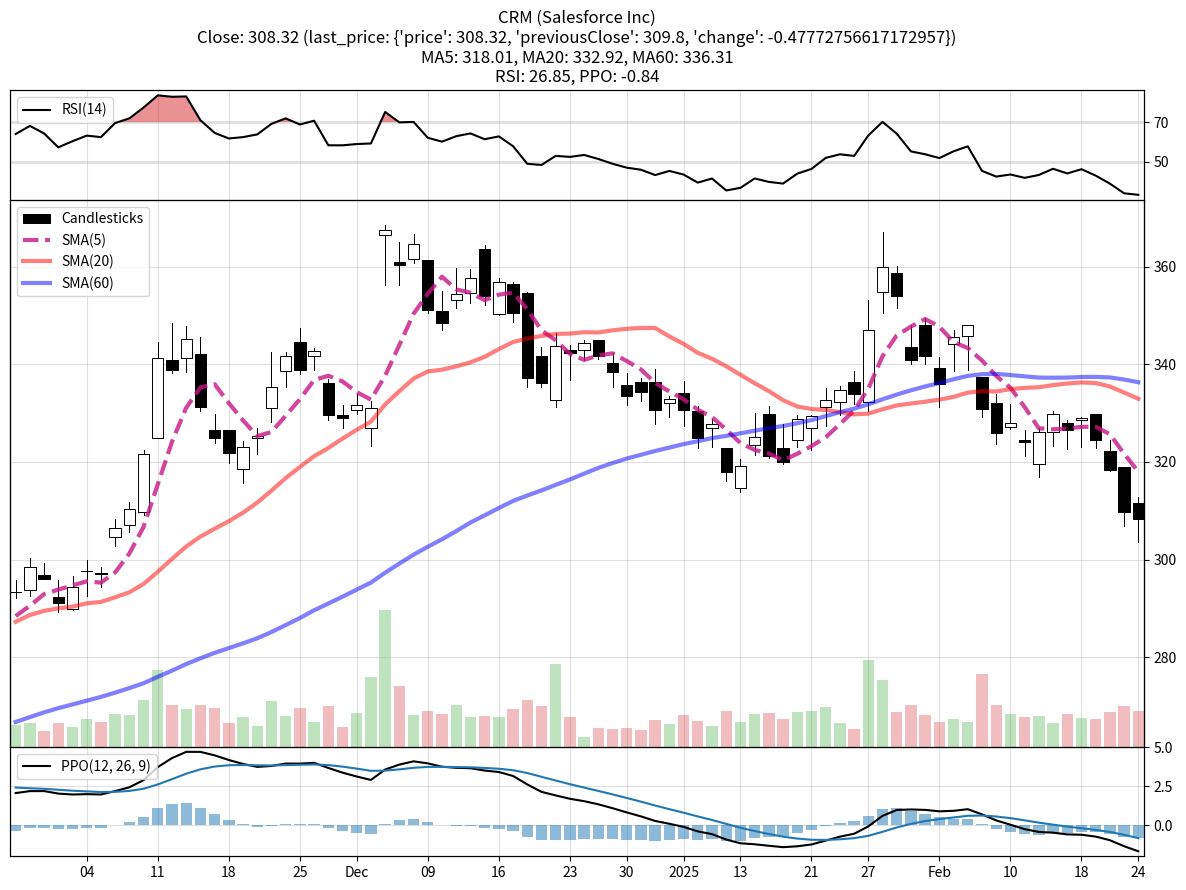 CRM (Salesforce Inc)
Close: 308.32 (last_price: {'price': 308.32, 'previousClose': 309.8, 'change': -0.47772756617172957})
MA5: 318.01, MA20: 332.92, MA60: 336.31
RSI: 26.85, PPO: -0.84
RSI(14)
70
50
Candlesticks
SMA(5)
SMA(20)
SMA(60)
360
340
320
300
280
PPO(12, 26, 9)
5.0
2.5
0.0
04 11 18 25 Dec 09 16 23 30 2025 13 21 27 Feb 10 18 24